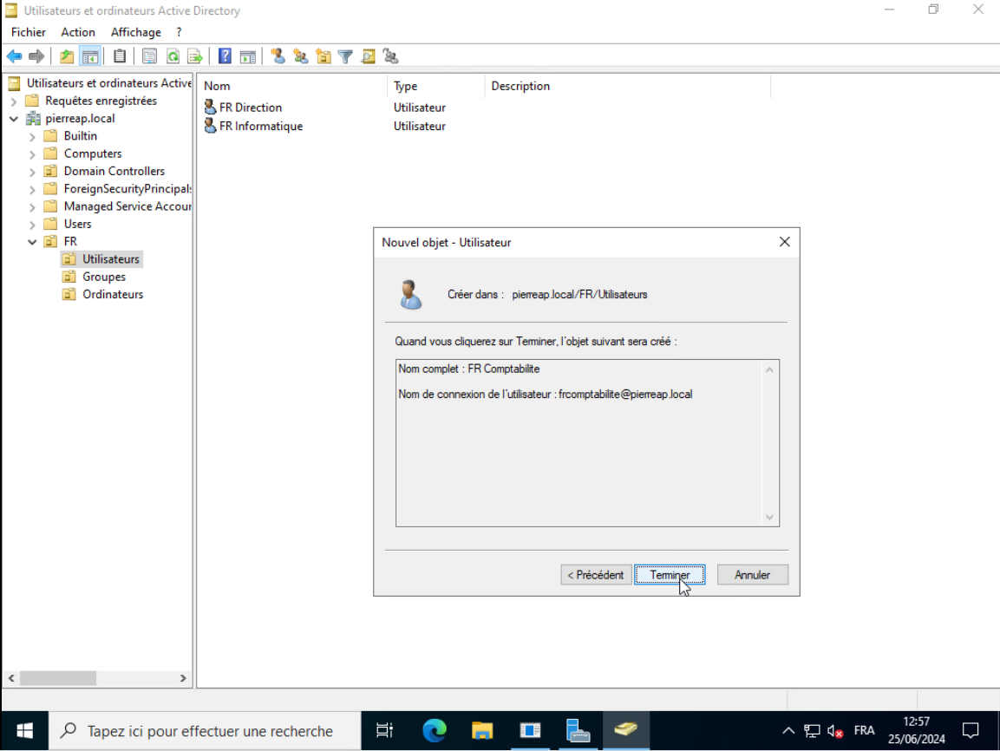 Utilisateurs et ordinateurs Active Directory
Fichier Action Affichage ?
Utilisateurs et ordinateurs Active
Requêtes enregistrées
pierreap.local
Builtin
Computers
Domain Controllers
ForeignSecurityPrincipals
Managed Service Accour
Users
FR
Utilisateurs
Groupes
Ordinateurs
Nom Type Description
FR Direction Utilisateur
FR Informatique Utilisateur
Nouvel objet - Utilisateur
Créer dans : pierreap.local/FR/Utilisateurs
Quand vous cliquerez sur Terminer, l'objet suivant sera créé :
Nom complet : FR Comptabilite
Nom de connexion de l'utilisateur : frcomptabilite@pierreap.local
< Précédent Terminer Annuler
Tapez ici pour effectuer une recherche
FRA
12:57
25/06/2024